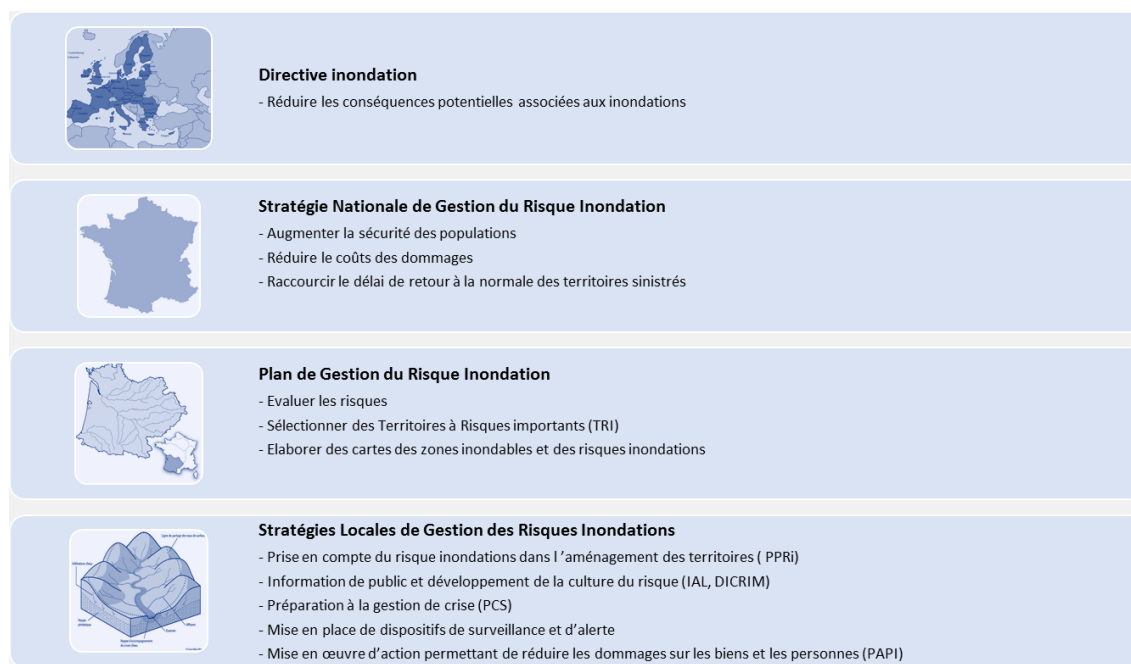 Directive inondation
- Réduire les conséquences potentielles associées aux inondations
Stratégie Nationale de Gestion du Risque Inondation
- Augmenter la sécurité des populations
- Réduire le coûts des dommages
- Raccourcir le délai de retour à la normale des territoires sinistrés
Plan de Gestion du Risque Inondation
- Evaluer les risques
- Sélectionner des Territoires à Risques importants (TRI)
- Elaborer des cartes des zones inondables et des risques inondations
Stratégies Locales de Gestion des Risques Inondations
- Prise en compte du risque inondations dans l ’aménagement des territoires ( PPRi)
- Information de public et développement de la culture du risque (IAL, DICRIM)
- Préparation à la gestion de crise (PCS)
- Mise en place de dispositifs de surveillance et d’alerte
- Mise en œuvre d’action permettant de réduire les dommages sur les biens et les personnes (PAPI)